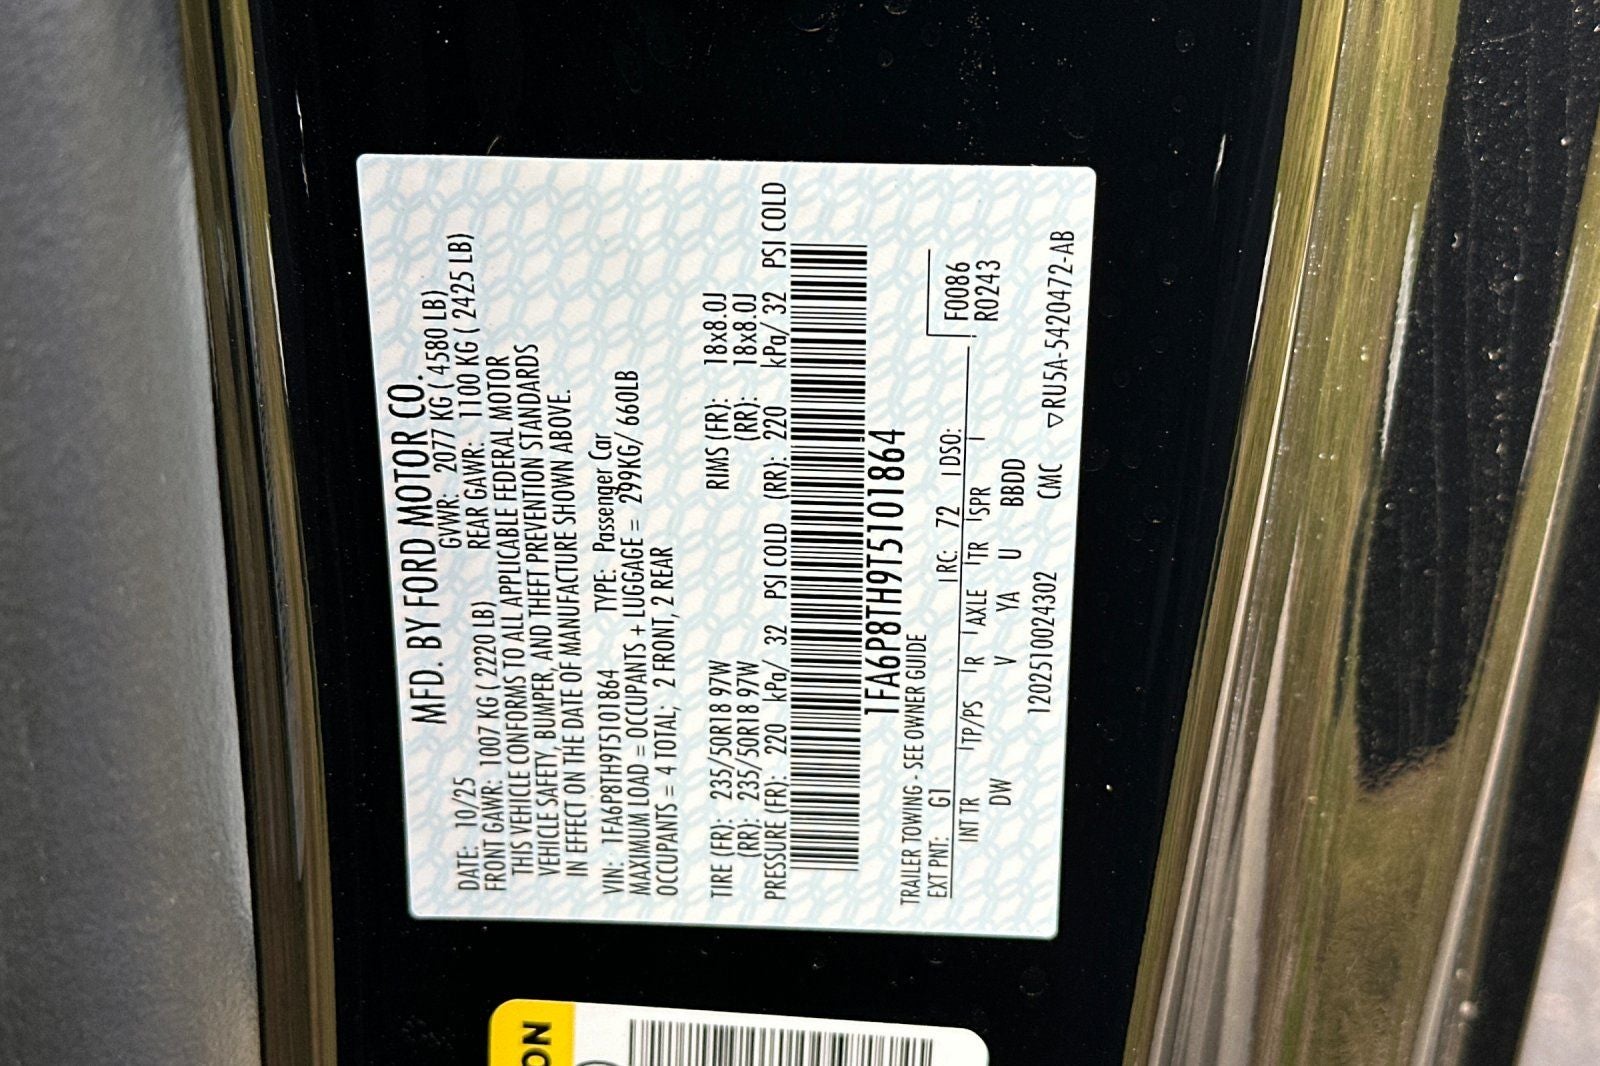 MFD. BY FORD MOTOR CO.
DATE: 10/25 GVWR: 2077 KG ( 4580 LB)
FRONT GAWR: 1007 KG ( 2220 LB) REAR GAWR: 1100 KG ( 2425 LB)
THIS VEHICLE CONFORMS TO ALL APPLICABLE FEDERAL MOTOR
VEHICLE SAFETY, BUMPER, AND THEFT PREVENTION STANDARDS
IN EFFECT ON THE DATE OF MANUFACTURE SHOWN ABOVE.
VIN: 1FA6P8TH9T5101864 TYPE: Passenger Car
MAXIMUM LOAD = OCCUPANTS + LUGGAGE = 299KG/ 660LB
OCCUPANTS = 4 TOTAL; 2 FRONT, 2 REAR
TIRE (FR): 235/50R18 97W RIMS (FR): 18x8.0J
(RR): 235/50R18 97W (RR): 18x8.0J
PRESSURE (FR): 220 kPa/ 32 PSI COLD (RR): 220 kPa/ 32 PSI COLD
1FA6P8TH9T5101864
TRAILER TOWING - SEE OWNER GUIDE
EXT PNT: G1 RC: 72 DSO: F0086
INT TR TP/PS R AXLE TR SPR R0243
DW V YA U BBDD
1202510024302 CMC ▽RU5A-5420472-AB
ON